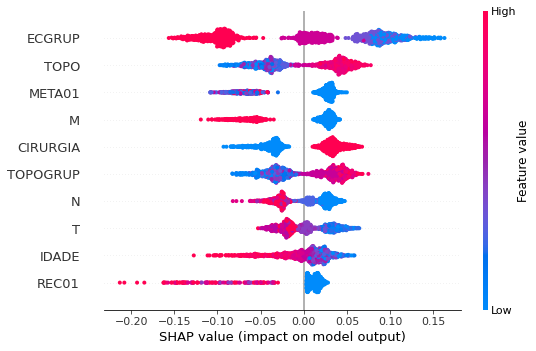 High
ECGRUP
TOPO
META01
M
CIRURGIA
TOPOGRUP
N
T
IDADE
REC01
Feature value
Low
−0.20 −0.15 −0.10 −0.05 0.00 0.05 0.10 0.15
SHAP value (impact on model output)